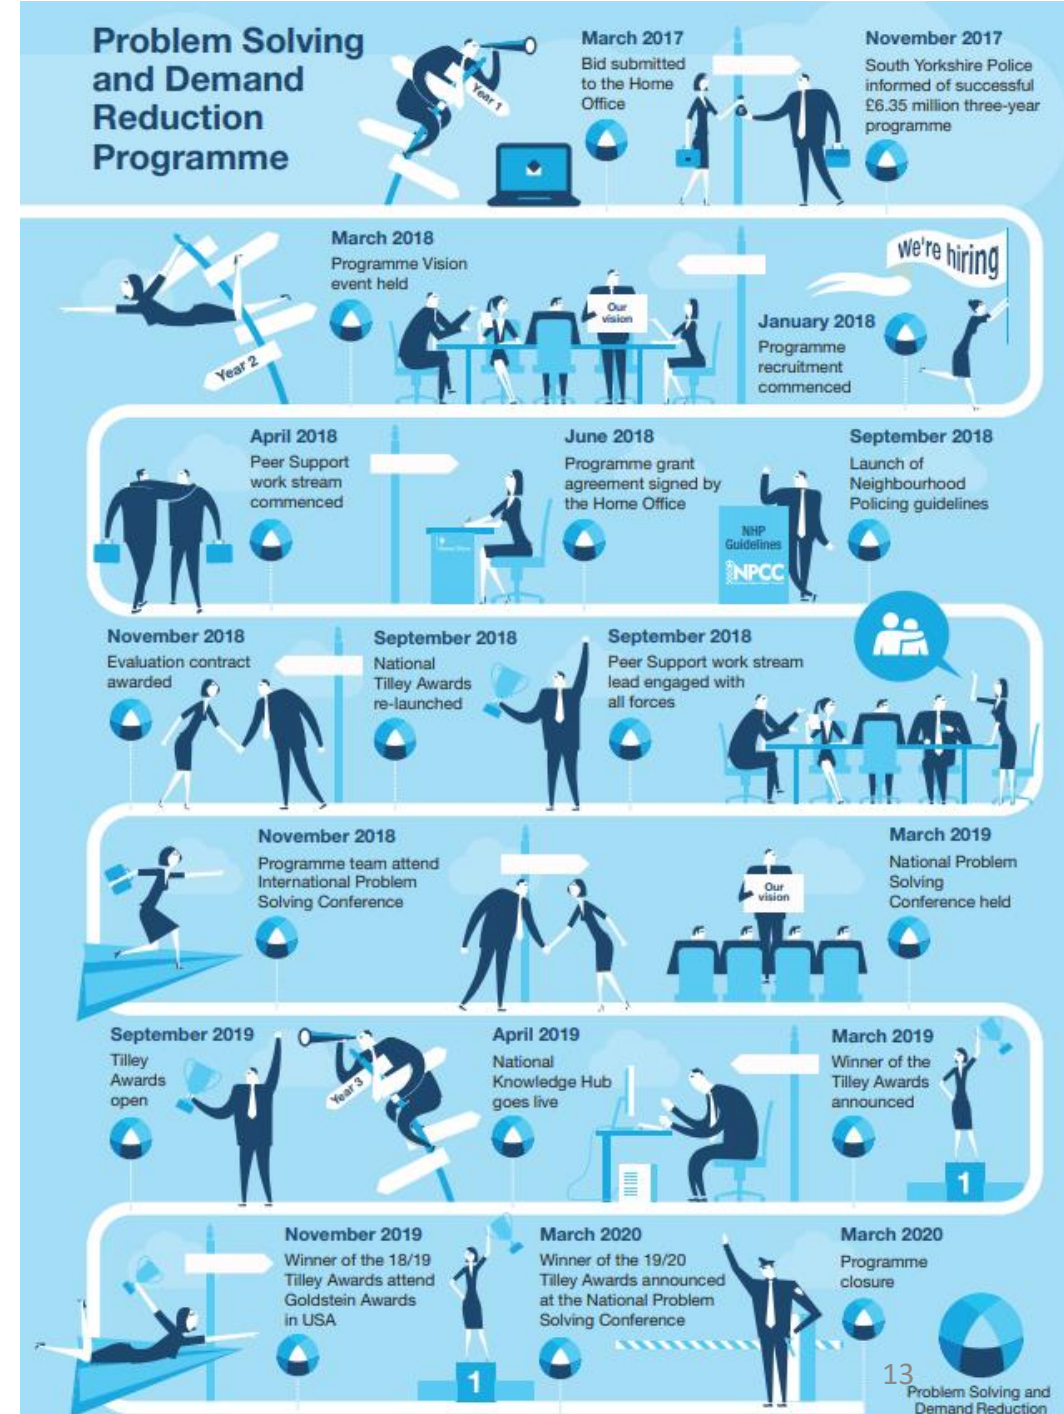 Problem Solving
and Demand
Reduction
Programme
Year 1
March 2017
Bid submitted
to the Home
Office
November 2017
South Yorkshire Police
informed of successful
£6.35 million three-year
programme
We're hiring
January 2018
Programme
recruitment
commenced
Our
vision
March 2018
Programme Vision
event held
Year 2
April 2018
Peer Support
work stream
commenced
June 2018
Programme grant
agreement signed by
the Home Office
NHP
Guidelines
NPCC
September 2018
Launch of
Neighbourhood
Policing guidelines
September 2018
Peer Support work stream
lead engaged with
all forces
September 2018
National
Tilley Awards
re-launched
November 2018
Evaluation contract
awarded
November 2018
Programme team attend
International Problem
Solving Conference
Our
vision
March 2019
National Problem
Solving
Conference held
March 2019
Winner of the
Tilley Awards
announced
1
April 2019
National
Knowledge Hub
goes live
Year 3
September 2019
Tilley
Awards
open
November 2019
Winner of the 18/19
Tilley Awards attend
Goldstein Awards
in USA
1
March 2020
Winner of the 19/20
Tilley Awards announced
at the National Problem
Solving Conference
March 2020
Programme
closure
13
Problem Solving and
Demand Reduction